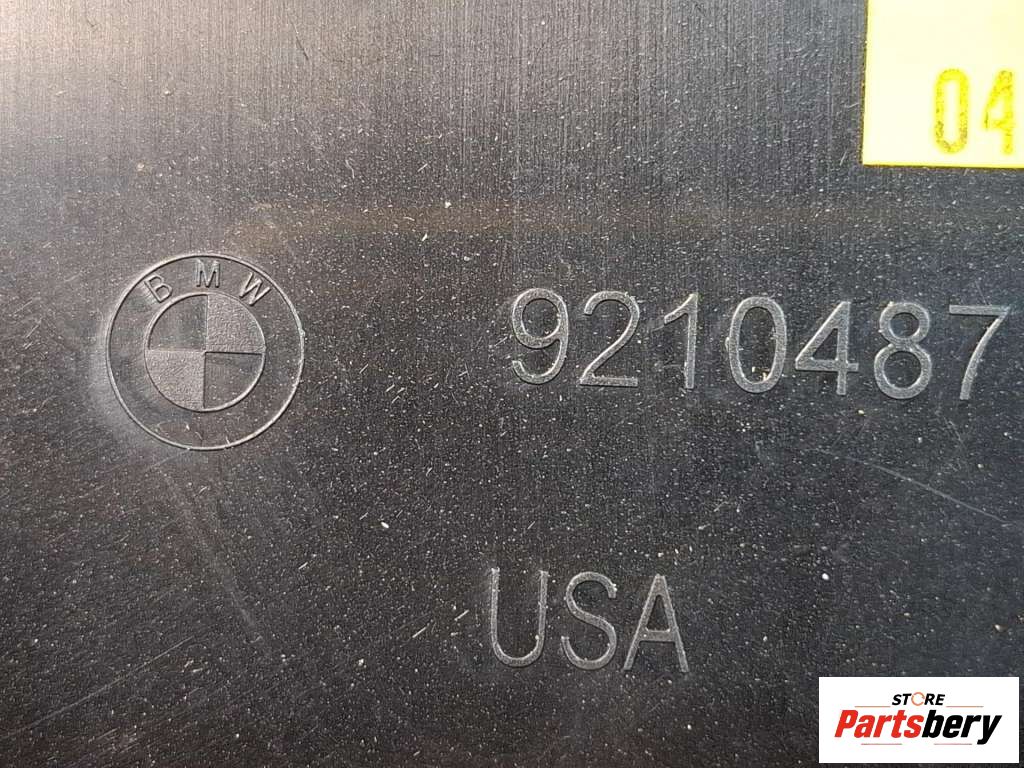 04
BMW
9210487
USA
STORE
Partsbery